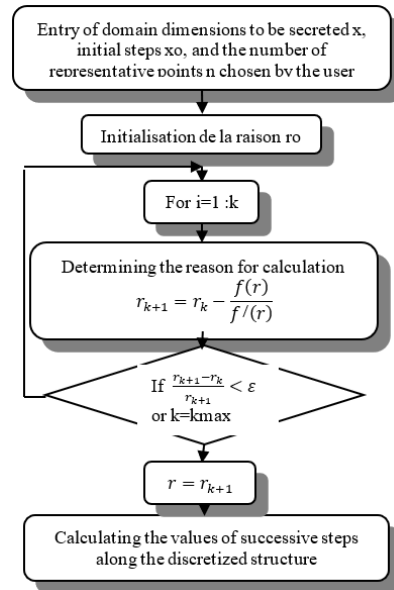 Entry of domain dimensions to be secreted x,
initial steps xo, and the number of
representative points n chosen by the user
Initialisation de la raison ro
For i=1 :k
Determining the reason for calculation
r_{k+1} = r_k − f(r) / f/(r)
If (r_{k+1}−r_k)/r_{k+1} < ε
or k=kmax
r = r_{k+1}
Calculating the values of successive steps
along the discretized structure